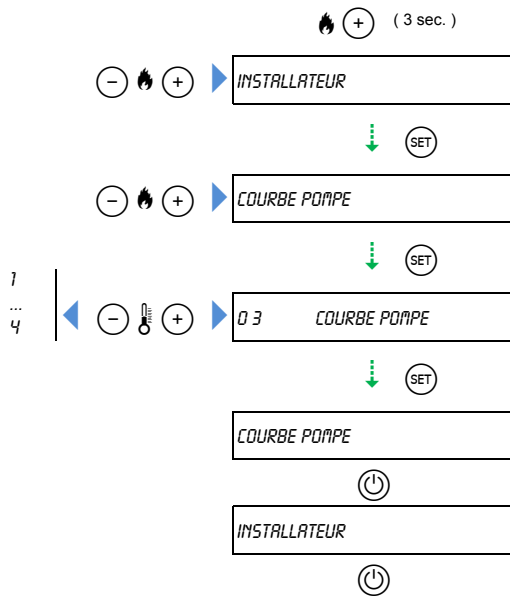 + ( 3 sec. )
- + INSTALLATEUR
SET
- + COURBE POMPE
SET
1
...
4
- + 0 3 COURBE POMPE
SET
COURBE POMPE
INSTALLATEUR